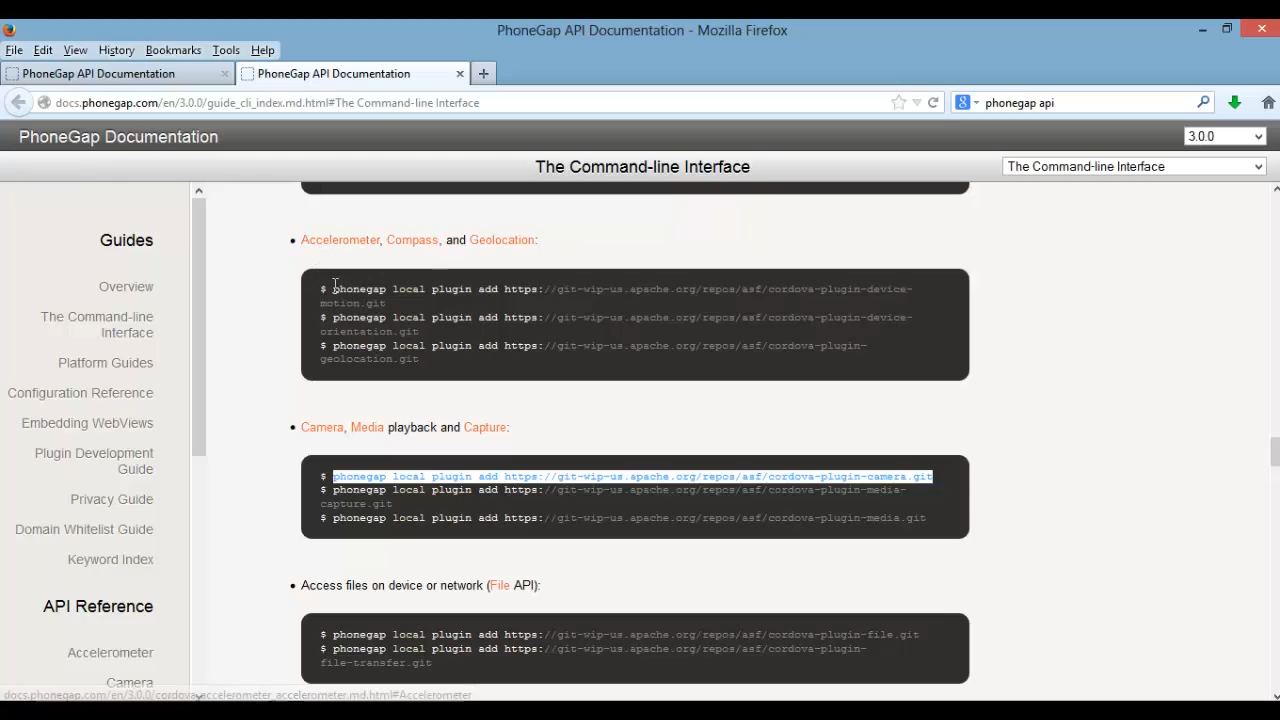 PhoneGap API Documentation - Mozilla Firefox
File Edit View History Bookmarks Tools Help
PhoneGap API Documentation
PhoneGap API Documentation
docs.phonegap.com/en/3.0.0/guide_cli_index.md.html#The Command-line Interface
phonegap api
PhoneGap Documentation
3.0.0
The Command-line Interface
The Command-line Interface
Guides
Overview
The Command-line
Interface
Platform Guides
Configuration Reference
Embedding WebViews
Plugin Development
Guide
Privacy Guide
Domain Whitelist Guide
Keyword Index
API Reference
Accelerometer
Camera
• Accelerometer, Compass, and Geolocation:
$ phonegap local plugin add https://git-wip-us.apache.org/repos/asf/cordova-plugin-device-
motion.git
$ phonegap local plugin add https://git-wip-us.apache.org/repos/asf/cordova-plugin-device-
orientation.git
$ phonegap local plugin add https://git-wip-us.apache.org/repos/asf/cordova-plugin-
geolocation.git
• Camera, Media playback and Capture:
$ phonegap local plugin add https://git-wip-us.apache.org/repos/asf/cordova-plugin-camera.git
$ phonegap local plugin add https://git-wip-us.apache.org/repos/asf/cordova-plugin-media-
capture.git
$ phonegap local plugin add https://git-wip-us.apache.org/repos/asf/cordova-plugin-media.git
• Access files on device or network (File API):
$ phonegap local plugin add https://git-wip-us.apache.org/repos/asf/cordova-plugin-file.git
$ phonegap local plugin add https://git-wip-us.apache.org/repos/asf/cordova-plugin-
file-transfer.git
docs.phonegap.com/en/3.0.0/cordova_accelerometer_accelerometer.md.html#Accelerometer